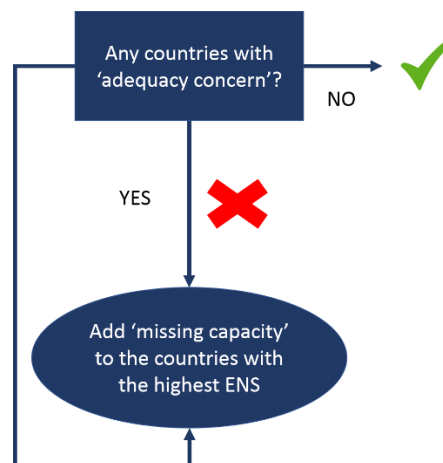 Any countries with
‘adequacy concern’?
NO
YES
Add ‘missing capacity’
to the countries with
the highest ENS